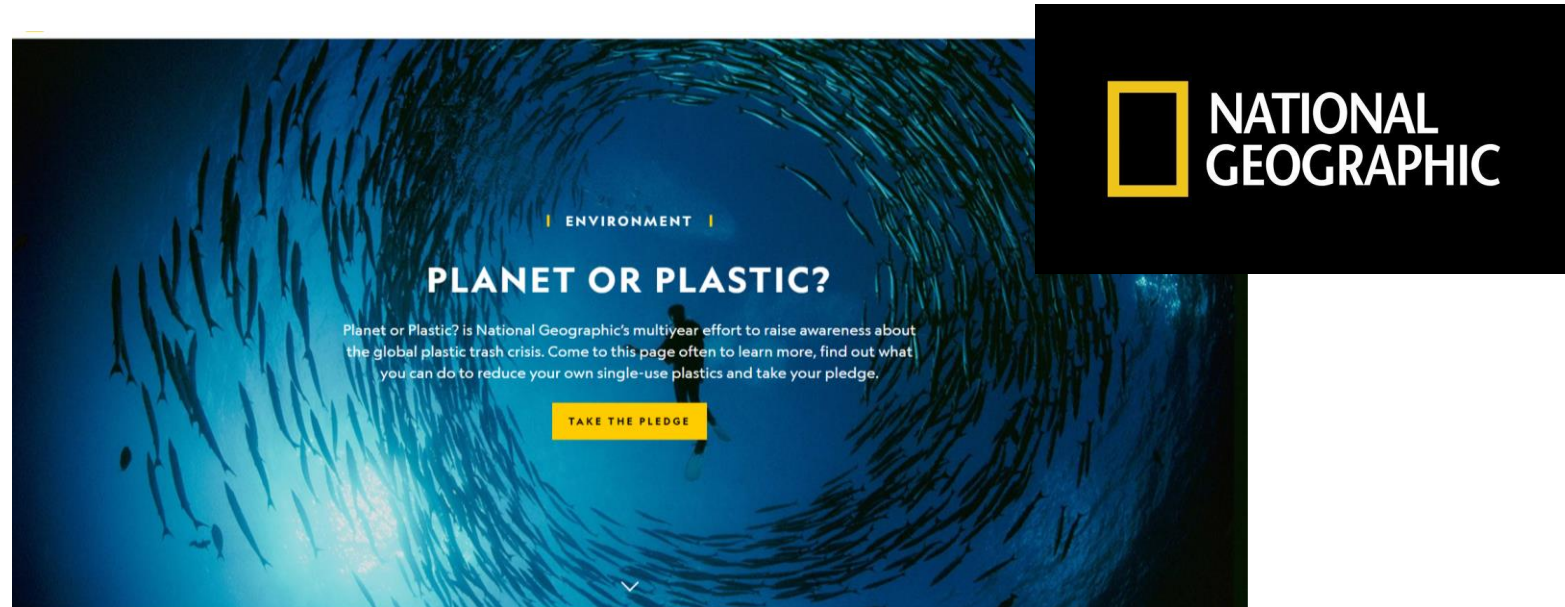 NATIONAL
GEOGRAPHIC
ENVIRONMENT
PLANET OR PLASTIC?
Planet or Plastic? is National Geographic's multiyear effort to raise awareness about
the global plastic trash crisis. Come to this page often to learn more, find out what
you can do to reduce your own single-use plastics and take your pledge.
TAKE THE PLEDGE